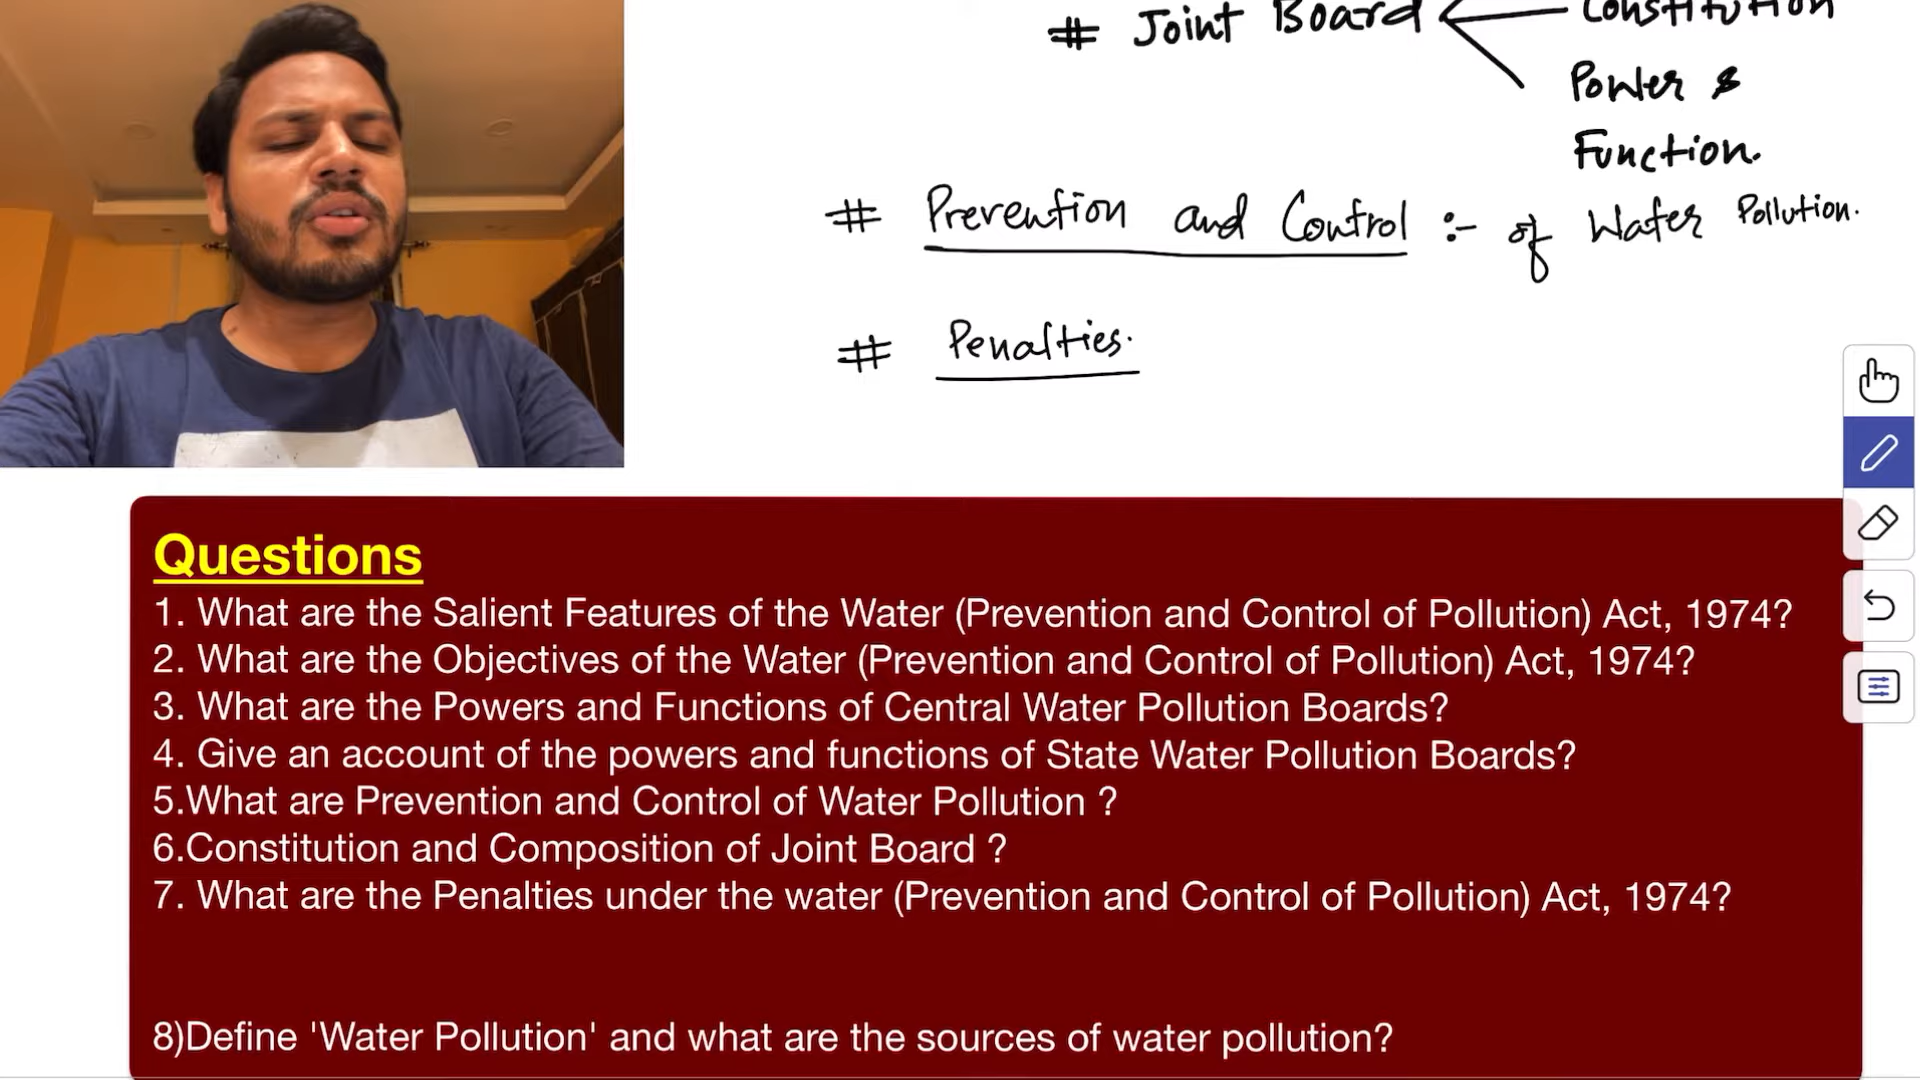 # Joint Board Constitution
Power &
Function.
# Prevention and Control :- of Water Pollution.
# Penalties.
Questions
1. What are the Salient Features of the Water (Prevention and Control of Pollution) Act, 1974?
2. What are the Objectives of the Water (Prevention and Control of Pollution) Act, 1974?
3. What are the Powers and Functions of Central Water Pollution Boards?
4. Give an account of the powers and functions of State Water Pollution Boards?
5.What are Prevention and Control of Water Pollution ?
6.Constitution and Composition of Joint Board ?
7. What are the Penalties under the water (Prevention and Control of Pollution) Act, 1974?
8)Define 'Water Pollution' and what are the sources of water pollution?